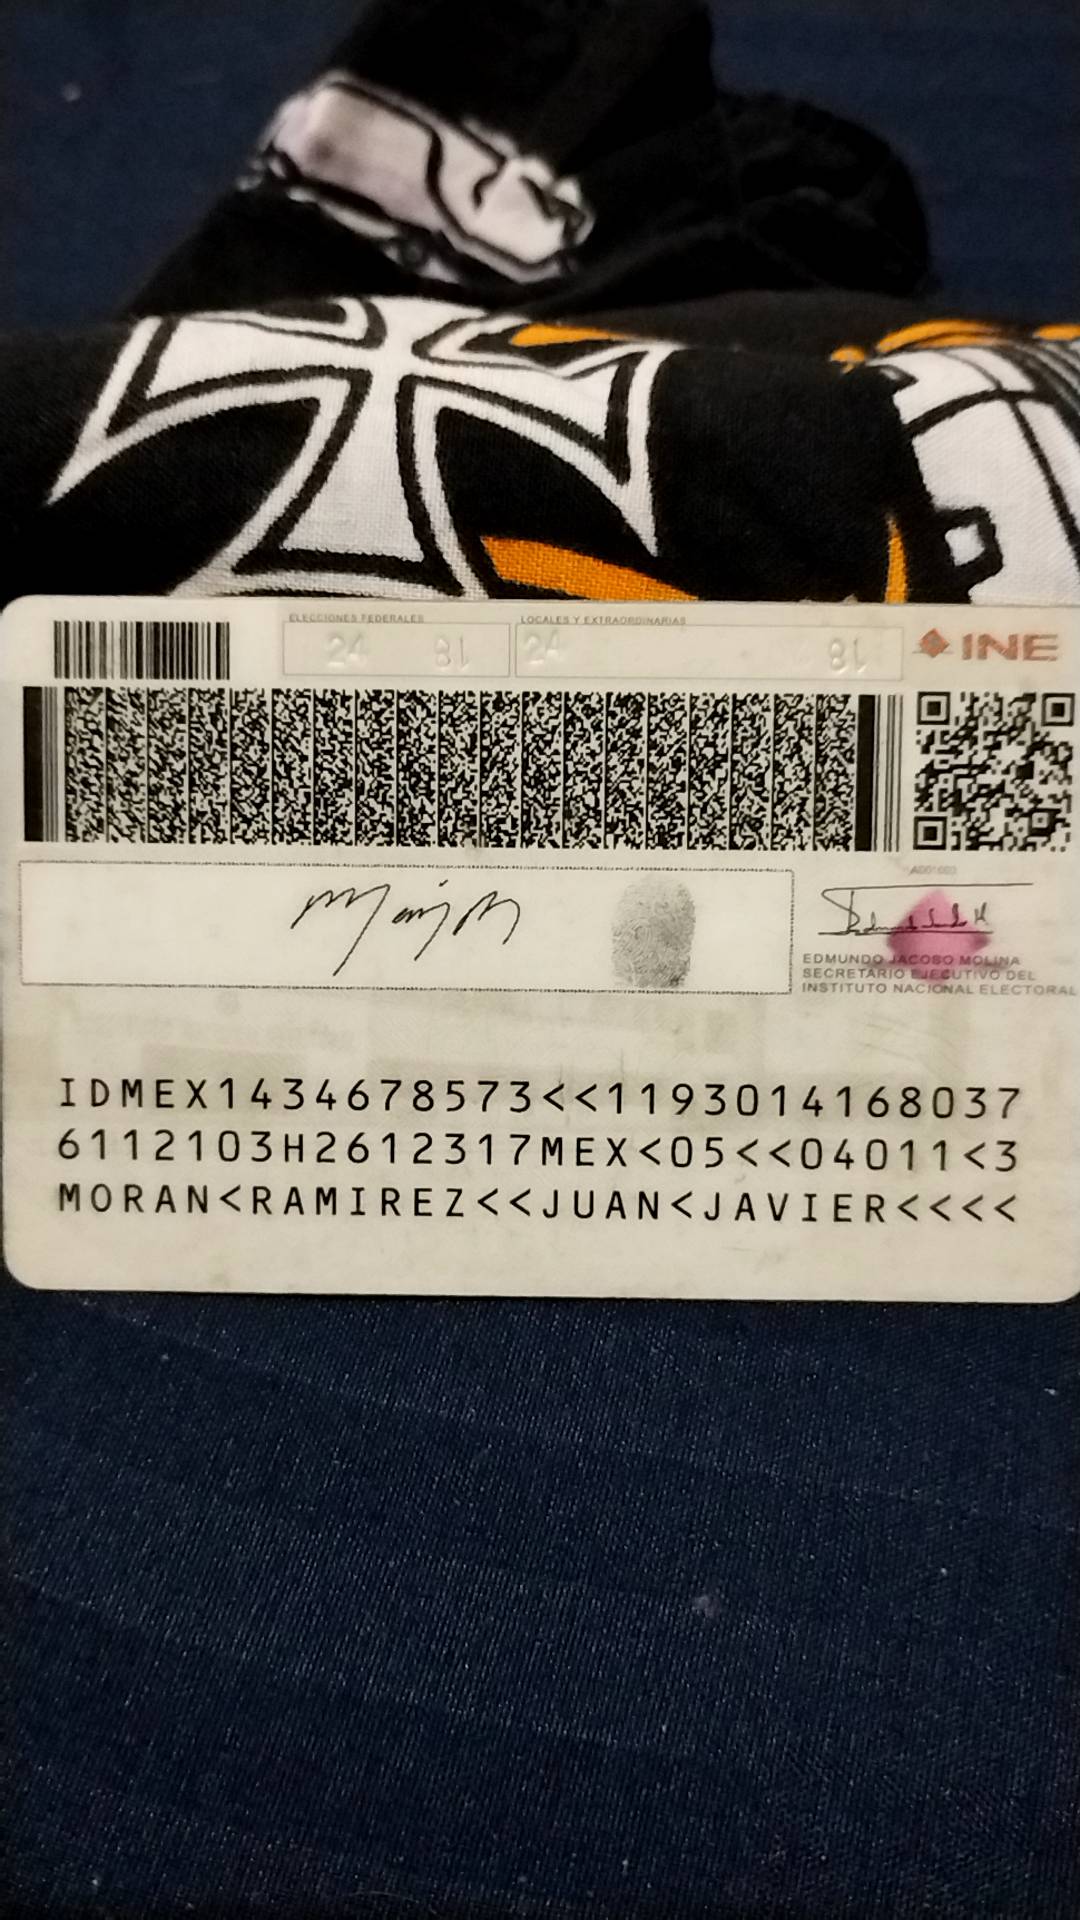 ELECCIONES FEDERALES
LOCALES Y EXTRAORDINARIAS
INE
24
18
24
18
EDMUNDO JACOBO MOLINA
SECRETARIO EJECUTIVO DEL
INSTITUTO NACIONAL ELECTORAL
IDMEX1434678573<<1193014168037
6112103H2612317MEX<05<<04011<3
MORAN<RAMIREZ<<JUAN<JAVIER<<<<